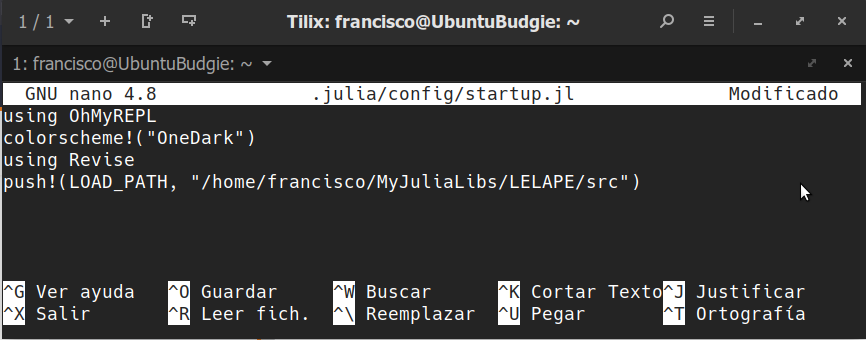 1 / 1 Tilix: francisco@UbuntuBudgie: ~
1: francisco@UbuntuBudgie: ~
GNU nano 4.8 .julia/config/startup.jl Modificado
using OhMyREPL
colorscheme!("OneDark")
using Revise
push!(LOAD_PATH, "/home/francisco/MyJuliaLibs/LELAPE/src")
^G Ver ayuda ^O Guardar ^W Buscar ^K Cortar Texto ^J Justificar
^X Salir ^R Leer fich. ^\ Reemplazar ^U Pegar ^T Ortografía